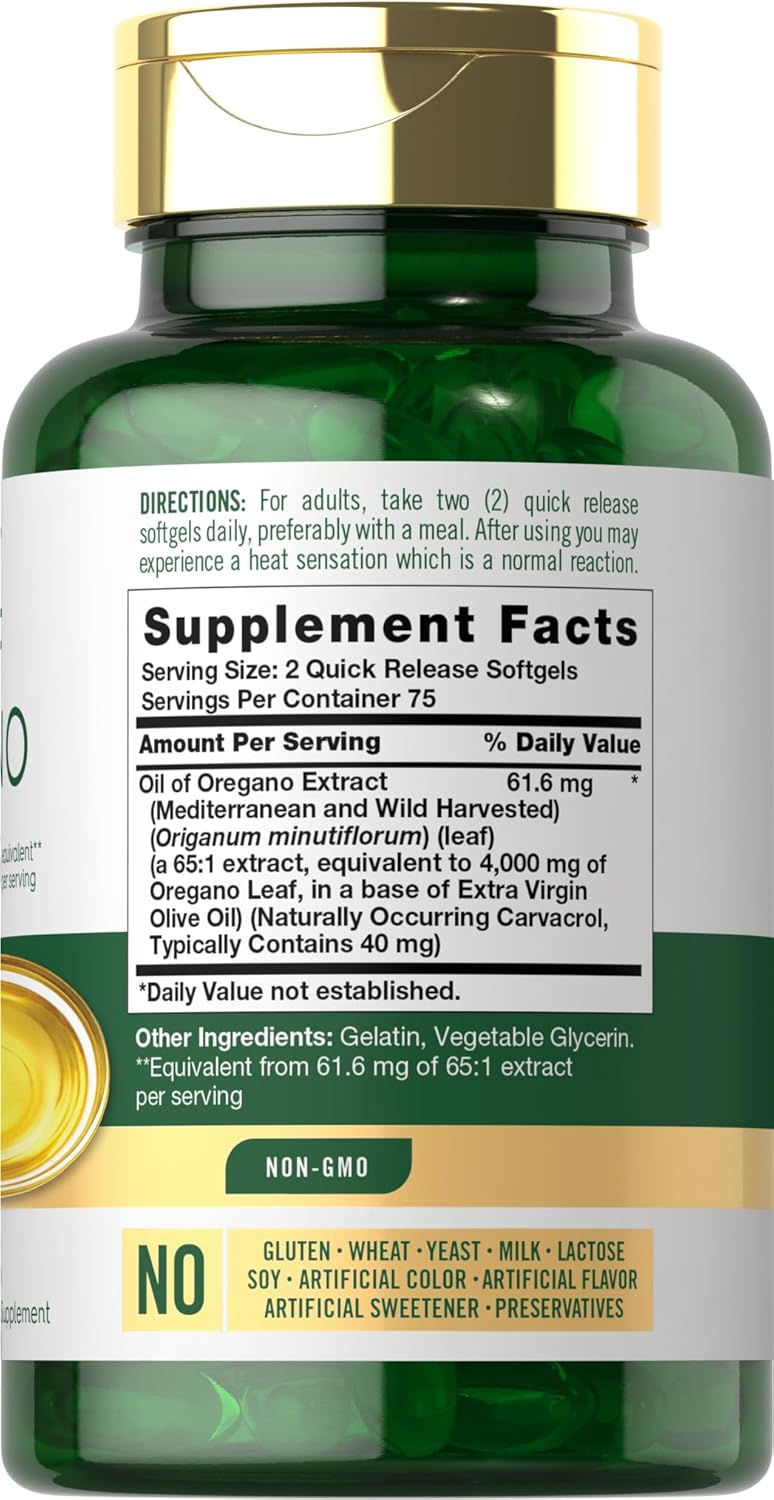 DIRECTIONS: For adults, take two (2) quick release
softgels daily, preferably with a meal. After using you may
experience a heat sensation which is a normal reaction.
Supplement Facts
Serving Size: 2 Quick Release Softgels
Servings Per Container 75
Amount Per Serving % Daily Value
Oil of Oregano Extract 61.6 mg *
(Mediterranean and Wild Harvested)
(Origanum minutiflorum) (leaf)
(a 65:1 extract, equivalent to 4,000 mg of
Oregano Leaf, in a base of Extra Virgin
Olive Oil) (Naturally Occurring Carvacrol,
Typically Contains 40 mg)
*Daily Value not established.
Other Ingredients: Gelatin, Vegetable Glycerin.
**Equivalent from 61.6 mg of 65:1 extract
per serving
NON-GMO
NO
GLUTEN · WHEAT · YEAST · MILK · LACTOSE
SOY · ARTIFICIAL COLOR · ARTIFICIAL FLAVOR
ARTIFICIAL SWEETENER · PRESERVATIVES
serving